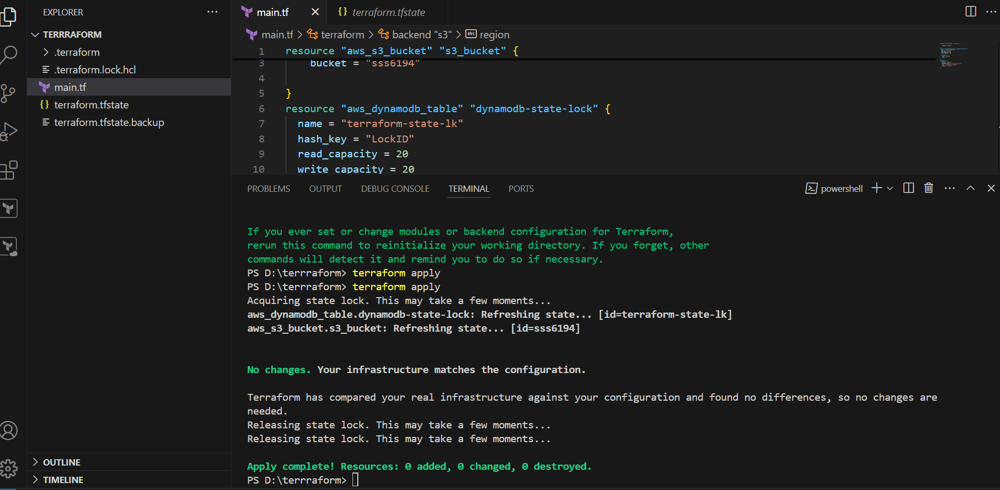 EXPLORER
TERRRAFORM
.terraform
.terraform.lock.hcl
main.tf
terraform.tfstate
terraform.tfstate.backup
OUTLINE
TIMELINE
main.tf
{} terraform.tfstate
main.tf > terraform > backend "s3" > abc region
1 resource "aws_s3_bucket" "s3_bucket" {
3 bucket = "sss6194"
4
5 }
6 resource "aws_dynamodb_table" "dynamodb-state-lock" {
7 name = "terraform-state-lk"
8 hash_key = "LockID"
9 read_capacity = 20
10 write_capacity = 20
PROBLEMS OUTPUT DEBUG CONSOLE TERMINAL PORTS
powershell
If you ever set or change modules or backend configuration for Terraform,
rerun this command to reinitialize your working directory. If you forget, other
commands will detect it and remind you to do so if necessary.
PS D:\terrraform> terraform apply
PS D:\terrraform> terraform apply
Acquiring state lock. This may take a few moments...
aws_dynamodb_table.dynamodb-state-lock: Refreshing state... [id=terraform-state-lk]
aws_s3_bucket.s3_bucket: Refreshing state... [id=sss6194]
No changes. Your infrastructure matches the configuration.
Terraform has compared your real infrastructure against your configuration and found no differences, so no changes are
needed.
Releasing state lock. This may take a few moments...
Releasing state lock. This may take a few moments...
Apply complete! Resources: 0 added, 0 changed, 0 destroyed.
PS D:\terrraform>